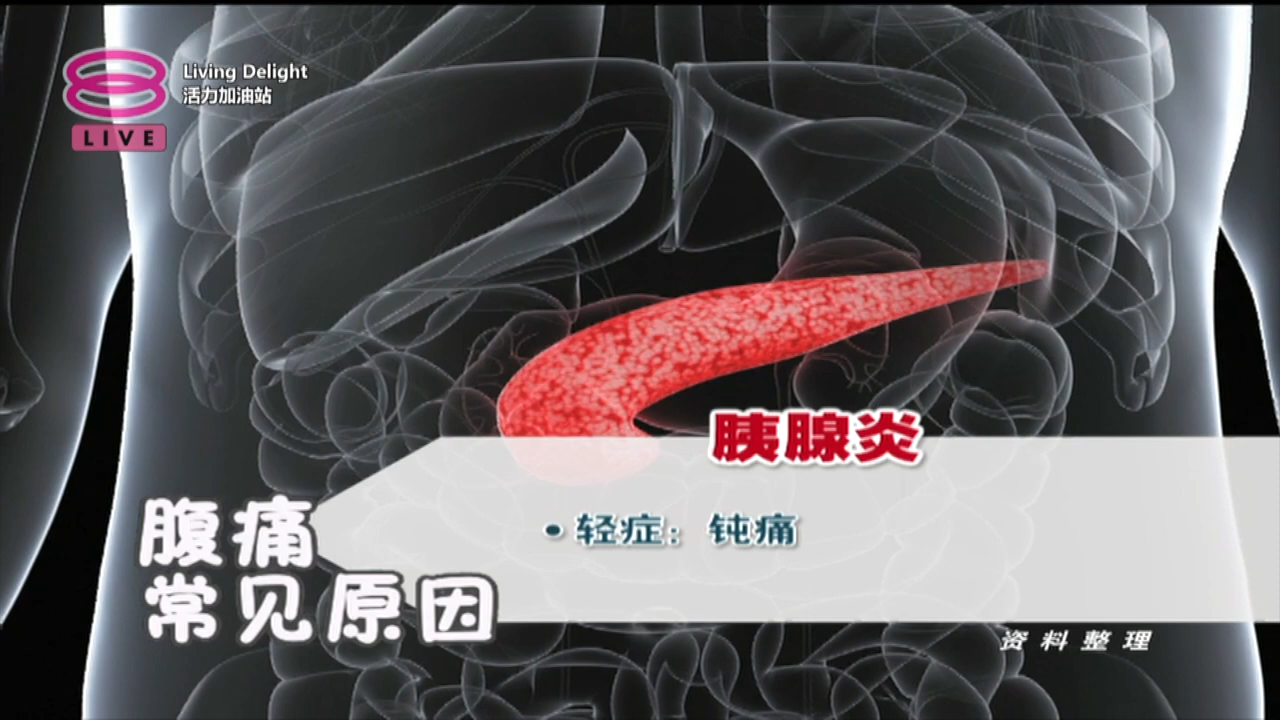 Living Delight
活力加油站
LIVE
胰腺炎
• 轻症：钝痛
腹痛
常见原因
资料整理